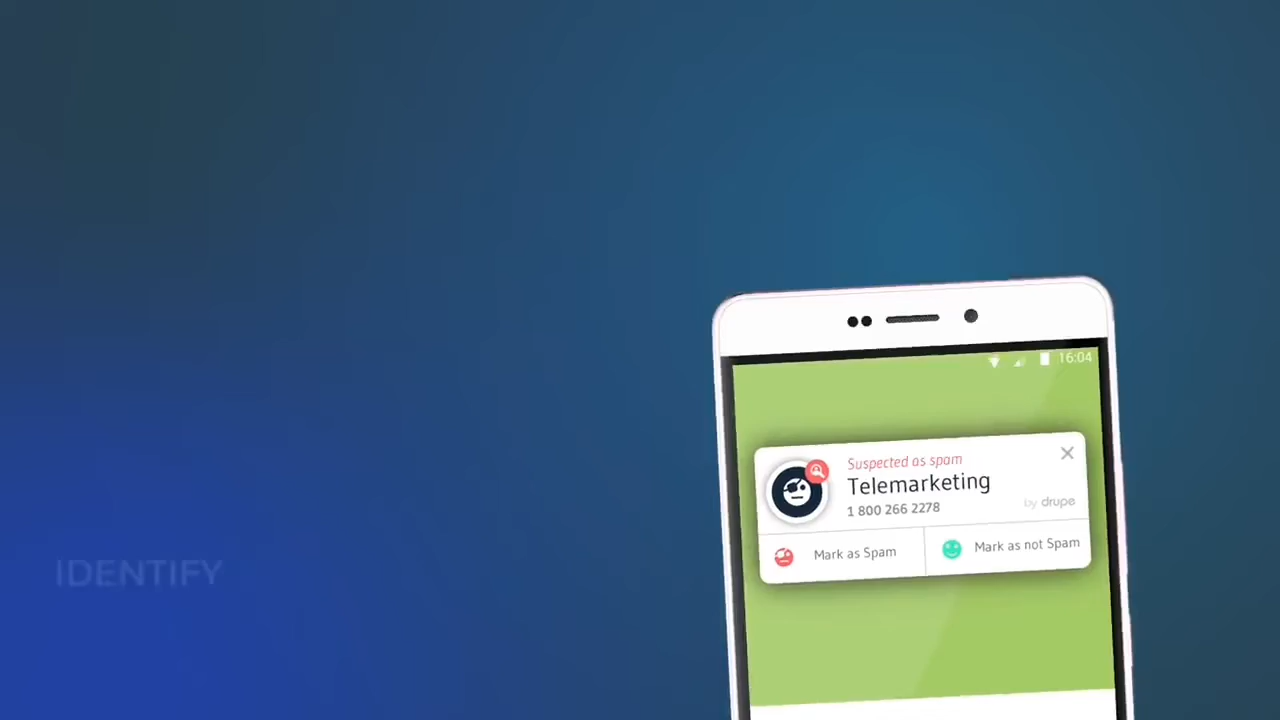 16:04
Suspected as spam
Telemarketing
1 800 266 2278
by drupe
Mark as Spam
Mark as not Spam
IDENTIFY